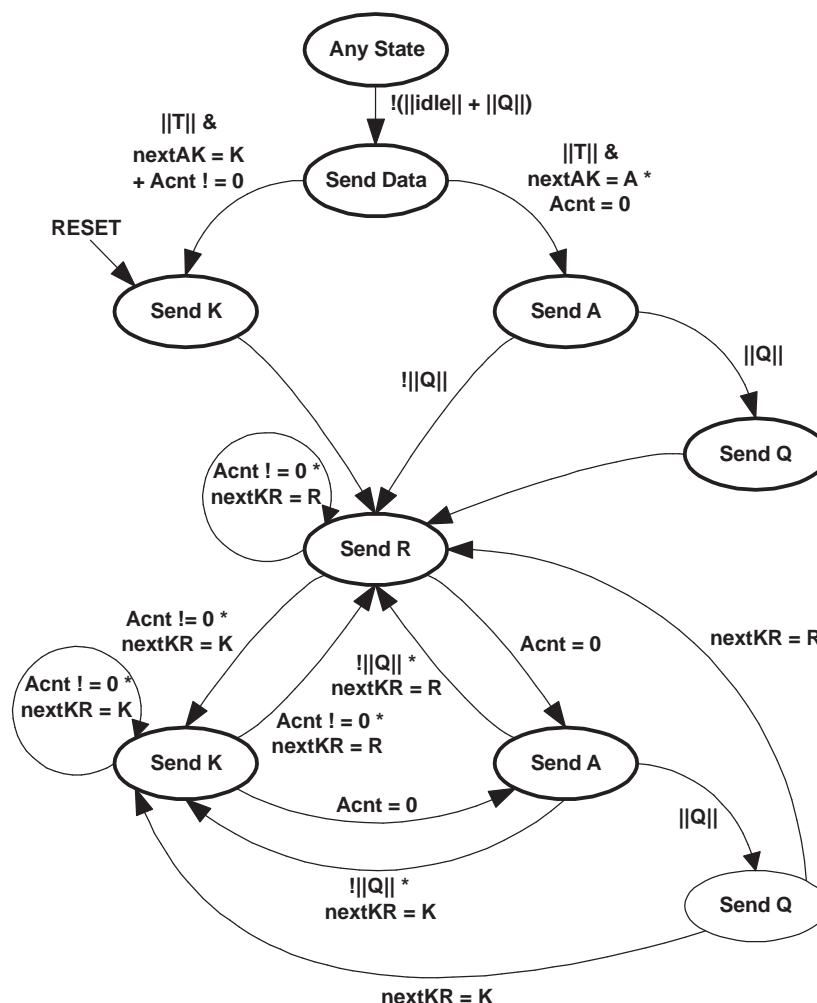 Any State
!(||idle|| + ||Q||)
||T|| &
nextAK = K
+ Acnt ! = 0
Send Data
||T|| &
nextAK = A *
Acnt = 0
RESET
Send K
Send A
!||Q||
||Q||
Send Q
Acnt ! = 0 *
nextKR = R
Send R
Acnt != 0 *
nextKR = K
Acnt = 0
nextKR = R
!||Q|| *
nextKR = R
Acnt ! = 0 *
nextKR = K
Acnt ! = 0 *
nextKR = R
Send K
Send A
Acnt = 0
||Q||
!||Q|| *
nextKR = K
Send Q
nextKR = K